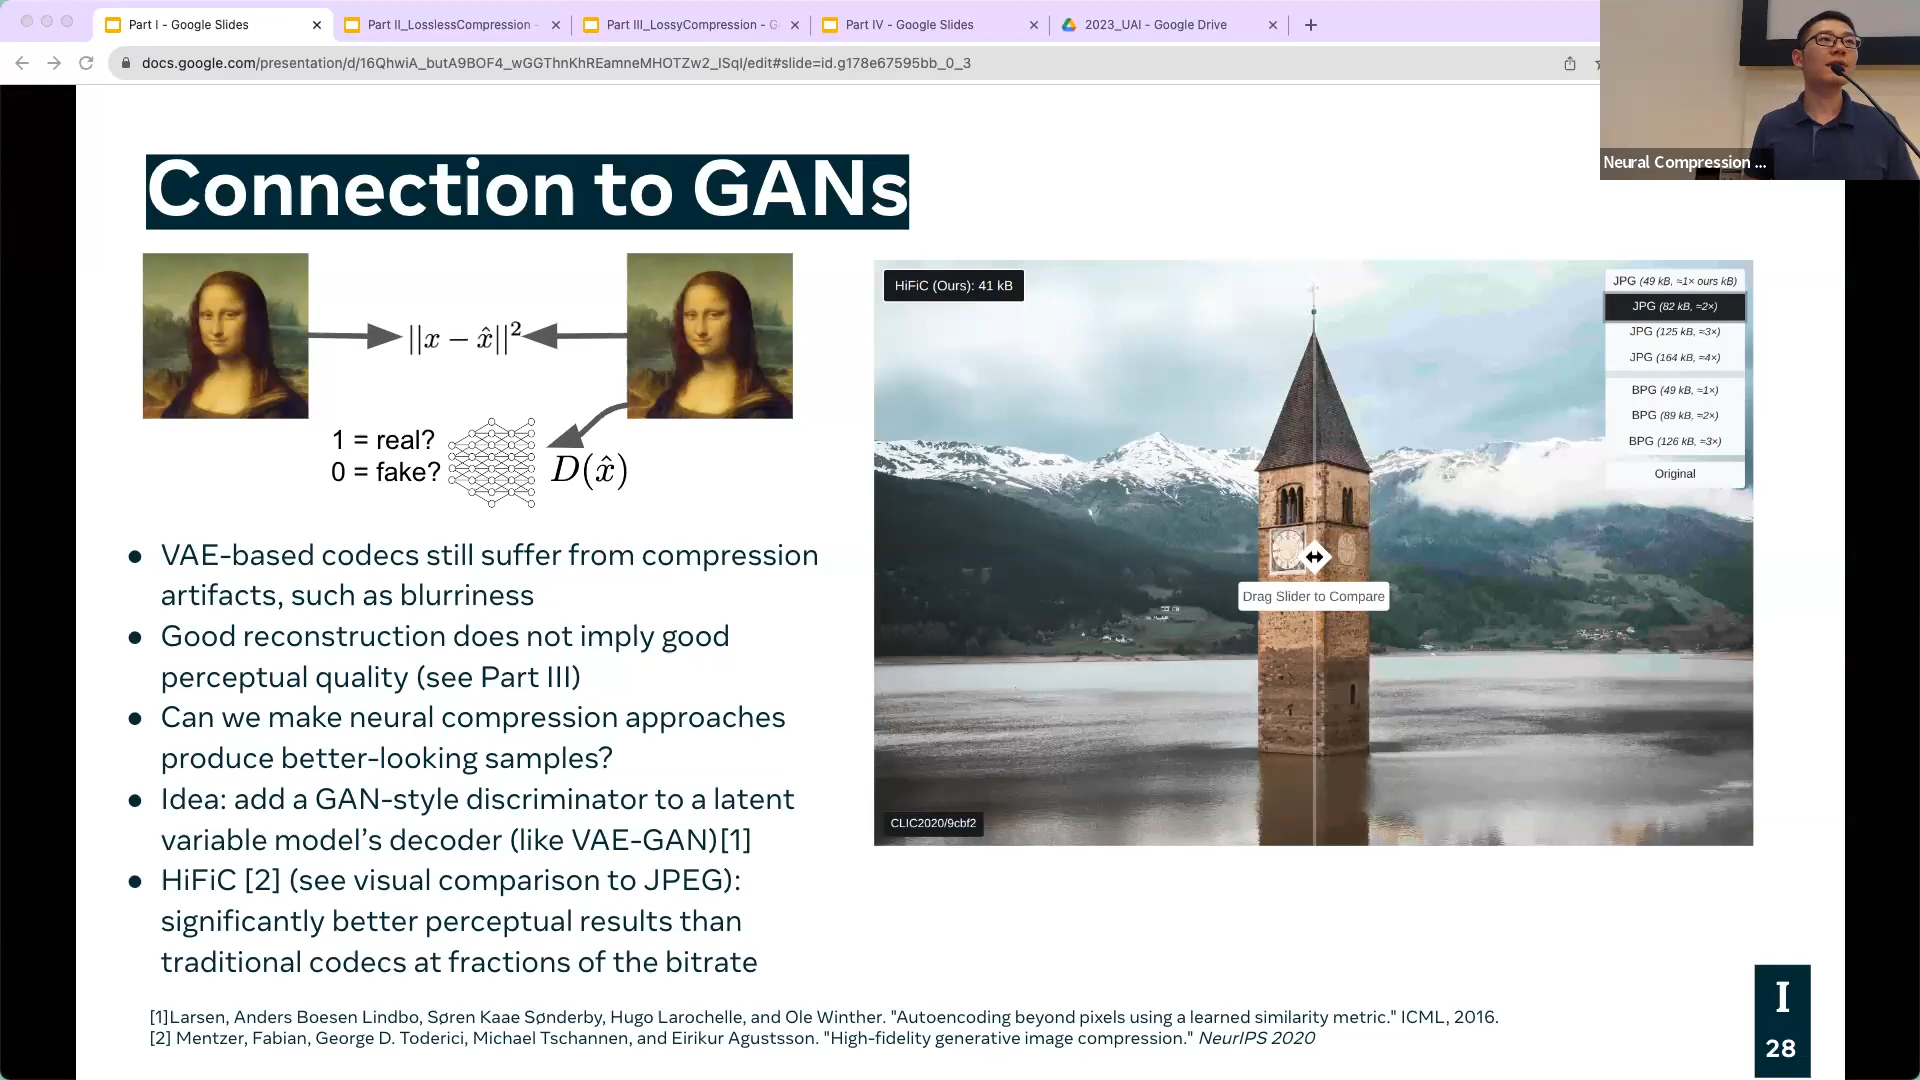 Part I - Google Slides
Part II_LosslessCompression -
Part III_LossyCompression - G
Part IV - Google Slides
2023_UAI - Google Drive
docs.google.com/presentation/d/16QhwiA_butA9BOF4_wGGThnKhREamneMHOTZw2_ISqI/edit#slide=id.g178e67595bb_0_3
Neural Compression ...
Connection to GANs
||x − x̂||²
1 = real?
0 = fake?
D(x̂)
● VAE-based codecs still suffer from compression
artifacts, such as blurriness
● Good reconstruction does not imply good
perceptual quality (see Part III)
● Can we make neural compression approaches
produce better-looking samples?
● Idea: add a GAN-style discriminator to a latent
variable model’s decoder (like VAE-GAN)[1]
● HiFiC [2] (see visual comparison to JPEG):
significantly better perceptual results than
traditional codecs at fractions of the bitrate
HiFiC (Ours): 41 kB
JPG (49 kB, ≈1× ours kB)
JPG (82 kB, ≈2×)
JPG (125 kB, ≈3×)
JPG (164 kB, ≈4×)
BPG (49 kB, ≈1×)
BPG (89 kB, ≈2×)
BPG (126 kB, ≈3×)
Original
Drag Slider to Compare
CLIC2020/9cbf2
[1]Larsen, Anders Boesen Lindbo, Søren Kaae Sønderby, Hugo Larochelle, and Ole Winther. "Autoencoding beyond pixels using a learned similarity metric." ICML, 2016.
[2] Mentzer, Fabian, George D. Toderici, Michael Tschannen, and Eirikur Agustsson. "High-fidelity generative image compression." NeurIPS 2020
I
28